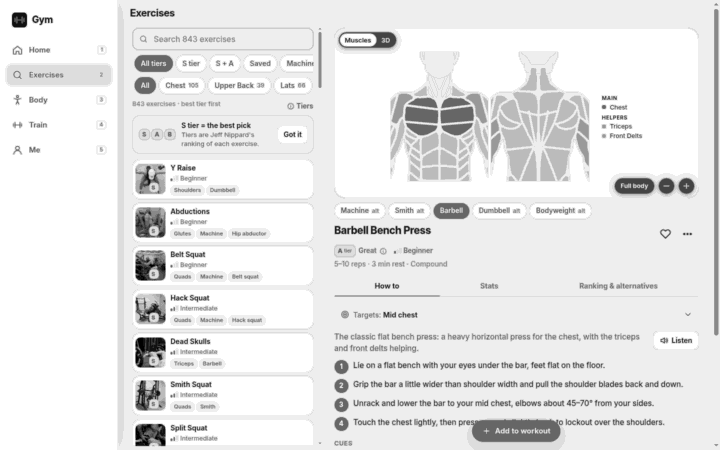 Gym
Home 1
Exercises 2
Body 3
Train 4
Me 5
Exercises
Search 843 exercises
All tiers S tier S + A Saved Machin
All Chest 105 Upper Back 39 Lats 66
843 exercises · best tier first Tiers
S A B
S tier = the best pick
Tiers are Jeff Nippard's
ranking of each exercise.
Got it
Y Raise
Beginner
Shoulders Dumbbell
S
Abductions
Beginner
Glutes Machine Hip abductor
S
Belt Squat
Beginner
Quads Machine Belt squat
S
Hack Squat
Intermediate
Quads Machine Hack squat
S
Dead Skulls
Intermediate
Triceps Barbell
S
Smith Squat
Intermediate
Quads Smith
S
Split Squat
Intermediate
S
Muscles 3D
MAIN
Chest
HELPERS
Triceps
Front Delts
Full body
Machine alt Smith alt Barbell Dumbbell alt Bodyweight alt
Barbell Bench Press
A tier Great Beginner
5–10 reps · 3 min rest · Compound
How to Stats Ranking & alternatives
Targets: Mid chest
The classic flat bench press: a heavy horizontal press for the chest, with the triceps
and front delts helping.
Listen
1 Lie on a flat bench with your eyes under the bar, feet flat on the floor.
2 Grip the bar a little wider than shoulder width and pull the shoulder blades back and down.
3 Unrack and lower the bar to your mid chest, elbows about 45–70° from your sides.
4 Touch the chest lightly, then press to lockout over the shoulders.
+ Add to workout
CUES